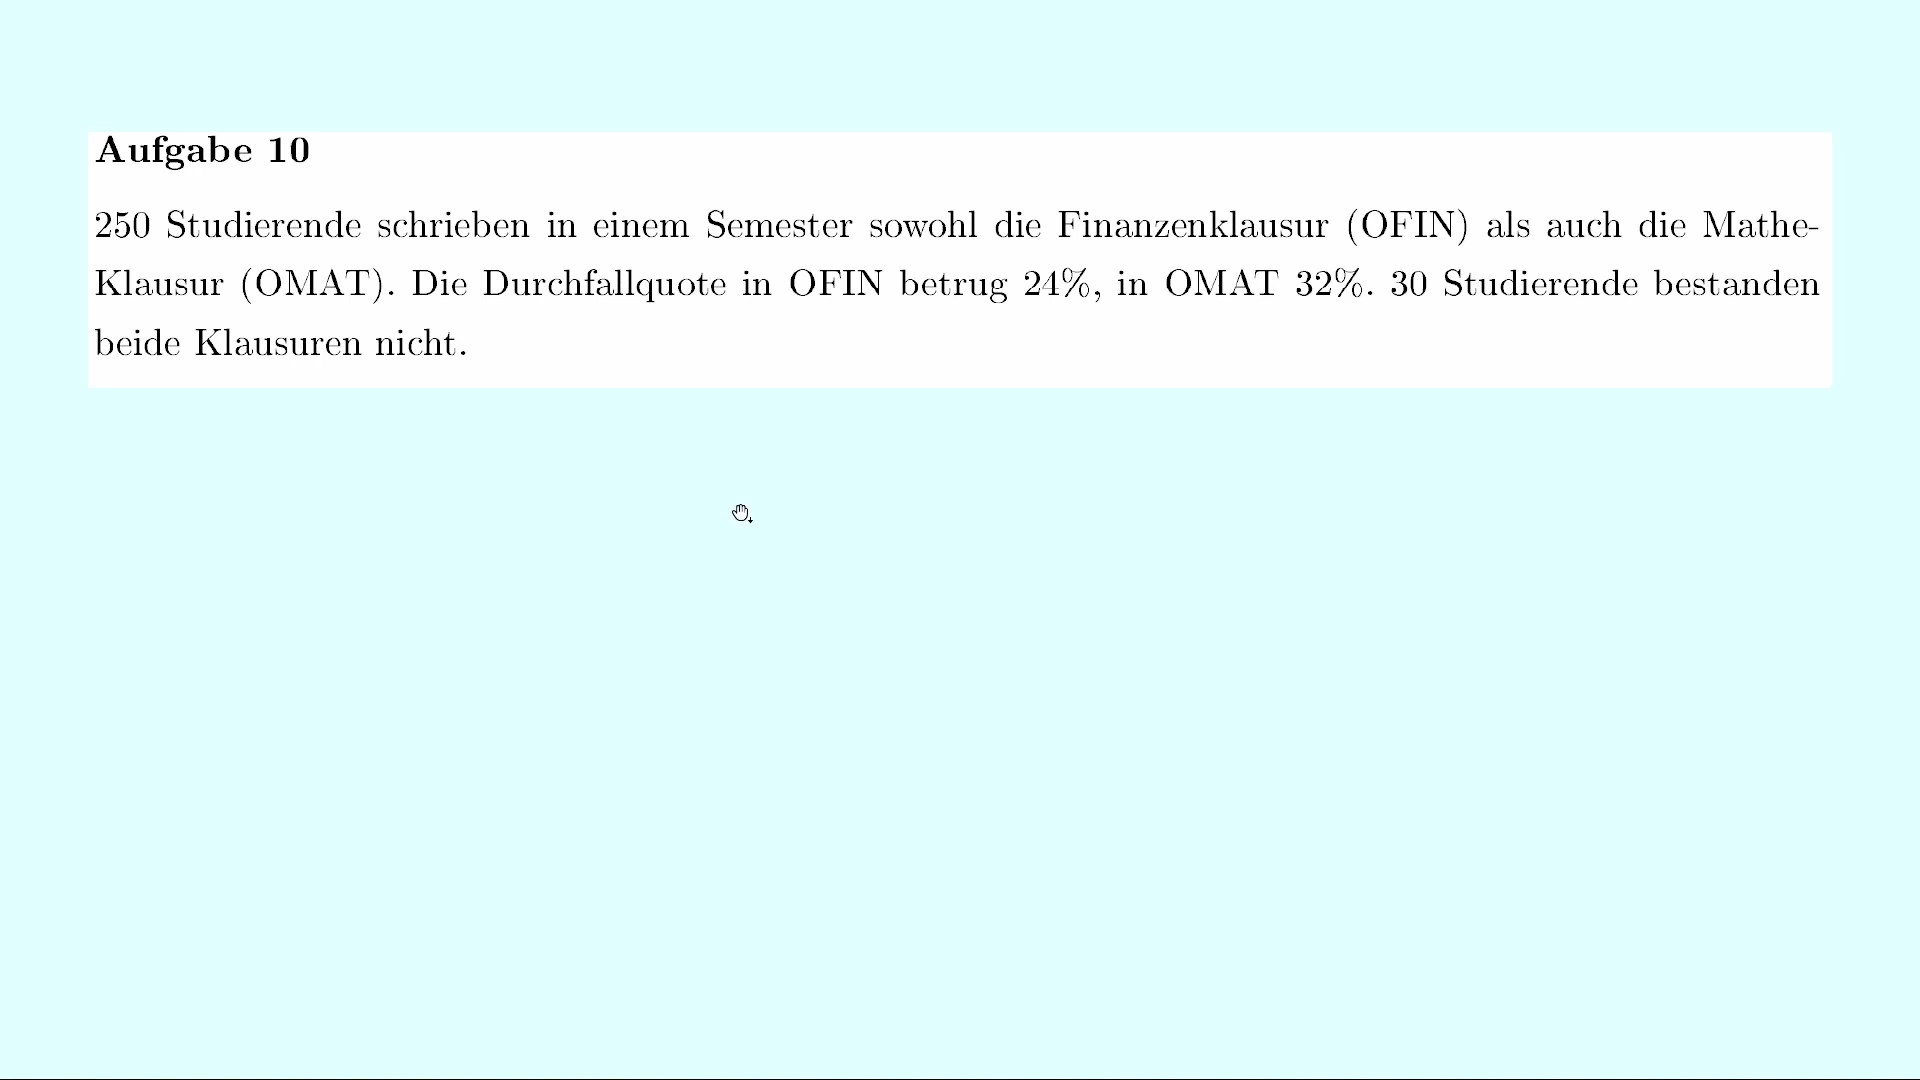 Aufgabe 10
250 Studierende schrieben in einem Semester sowohl die Finanzenklausur (OFIN) als auch die Mathe-
Klausur (OMAT). Die Durchfallquote in OFIN betrug 24%, in OMAT 32%. 30 Studierende bestanden
beide Klausuren nicht.